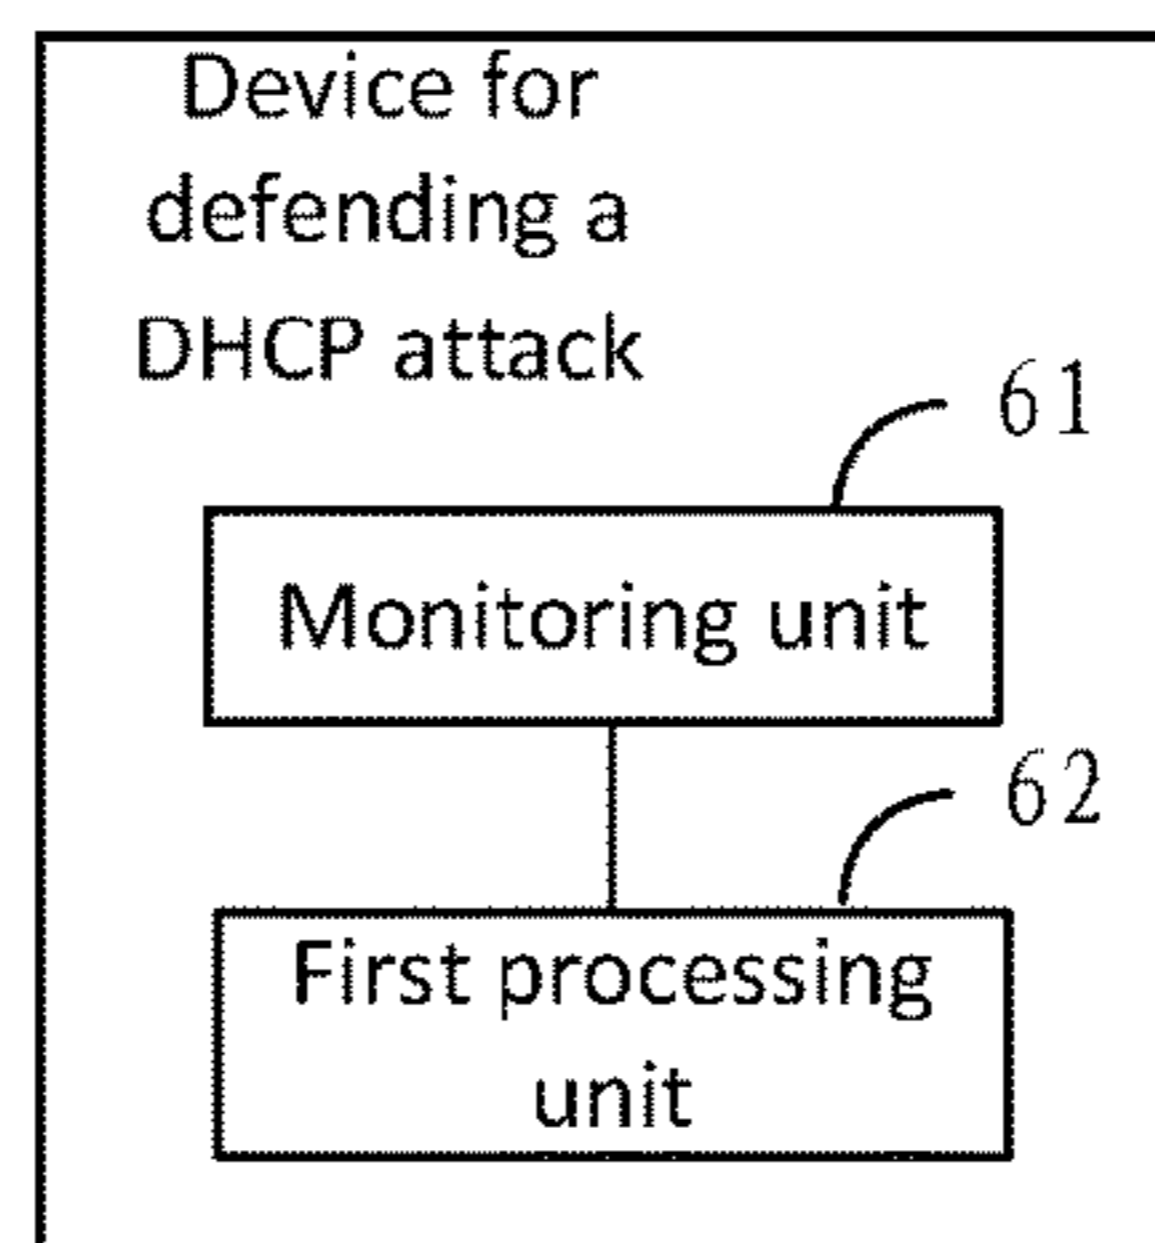 Device for
defending a
DHCP attack
61
Monitoring unit
62
First processing
unit